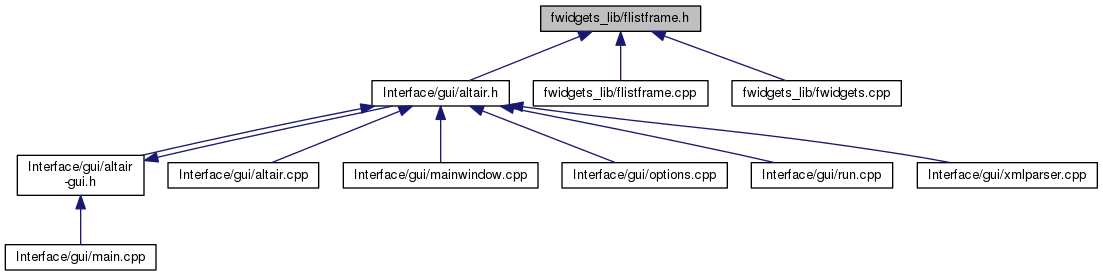 fwidgets_lib/flistframe.h
Interface/gui/altair.h
fwidgets_lib/flistframe.cpp
fwidgets_lib/fwidgets.cpp
Interface/gui/altair
-gui.h
Interface/gui/altair.cpp
Interface/gui/mainwindow.cpp
Interface/gui/options.cpp
Interface/gui/run.cpp
Interface/gui/xmlparser.cpp
Interface/gui/main.cpp